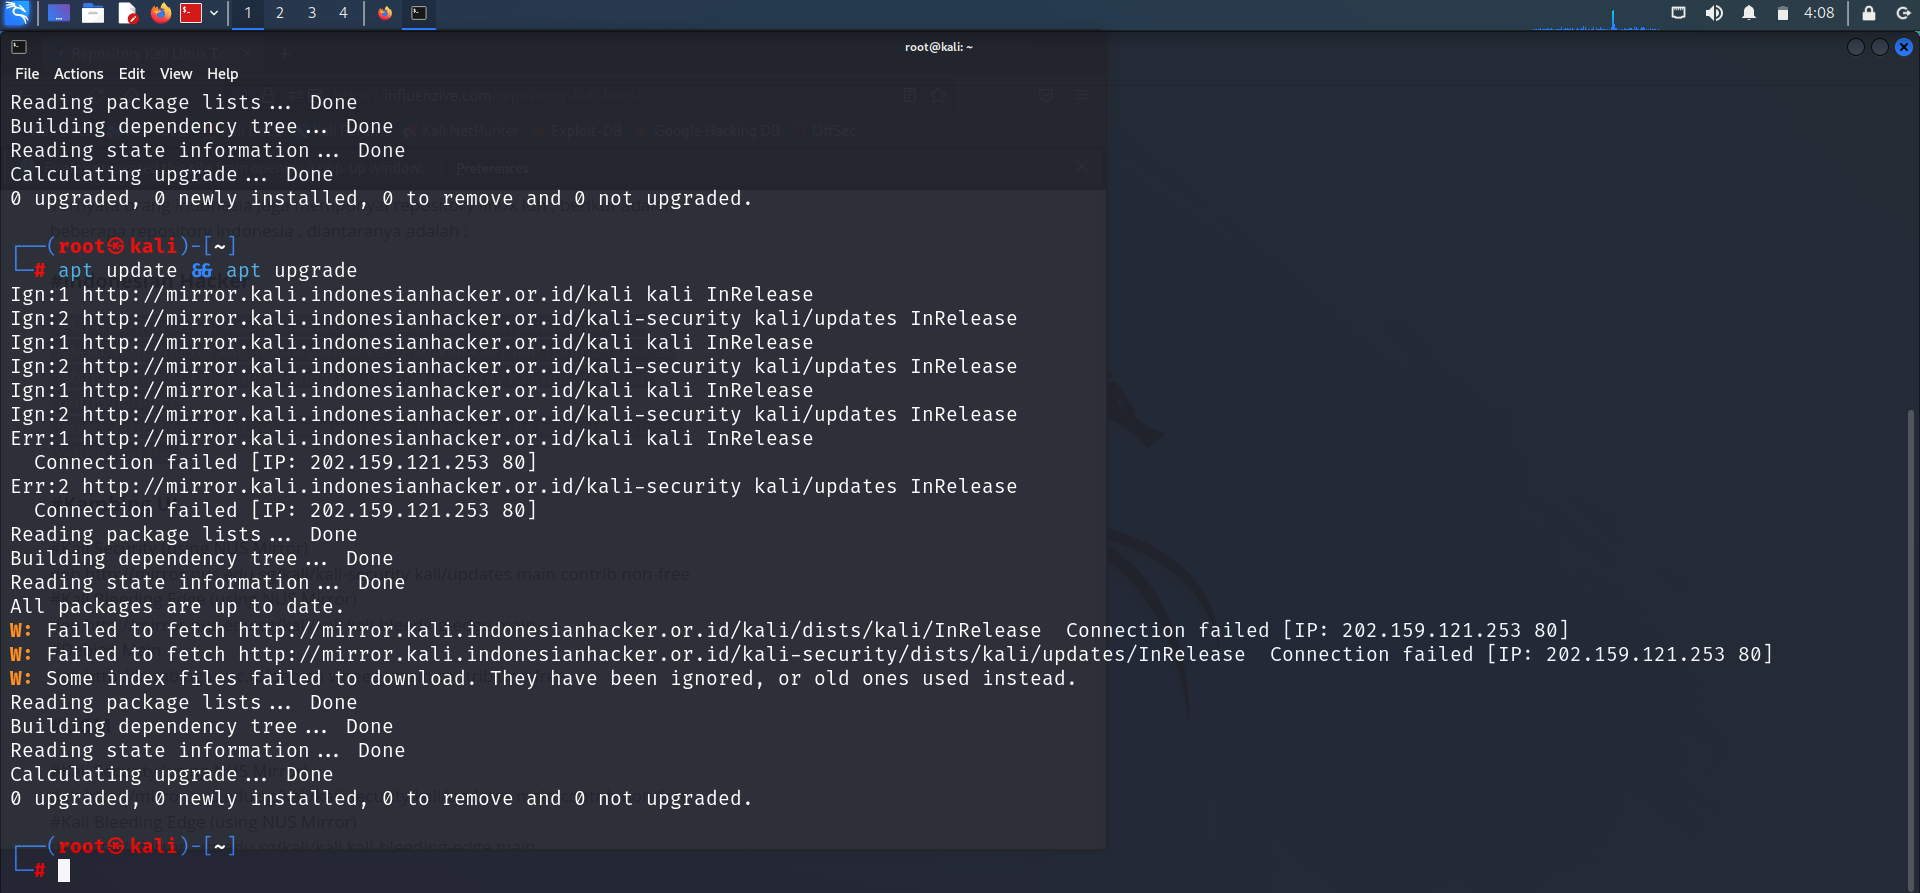 1 2 3 4 4:08
root@kali: ~
File Actions Edit View Help
Reading package lists... Done
Building dependency tree... Done
Reading state information... Done
Calculating upgrade... Done
0 upgraded, 0 newly installed, 0 to remove and 0 not upgraded.
┌──(root㉿kali)-[~]
└─# apt update && apt upgrade
Ign:1 http://mirror.kali.indonesianhacker.or.id/kali kali InRelease
Ign:2 http://mirror.kali.indonesianhacker.or.id/kali-security kali/updates InRelease
Ign:1 http://mirror.kali.indonesianhacker.or.id/kali kali InRelease
Ign:2 http://mirror.kali.indonesianhacker.or.id/kali-security kali/updates InRelease
Ign:1 http://mirror.kali.indonesianhacker.or.id/kali kali InRelease
Ign:2 http://mirror.kali.indonesianhacker.or.id/kali-security kali/updates InRelease
Err:1 http://mirror.kali.indonesianhacker.or.id/kali kali InRelease
  Connection failed [IP: 202.159.121.253 80]
Err:2 http://mirror.kali.indonesianhacker.or.id/kali-security kali/updates InRelease
  Connection failed [IP: 202.159.121.253 80]
Reading package lists... Done
Building dependency tree... Done
Reading state information... Done
All packages are up to date.
W: Failed to fetch http://mirror.kali.indonesianhacker.or.id/kali/dists/kali/InRelease  Connection failed [IP: 202.159.121.253 80]
W: Failed to fetch http://mirror.kali.indonesianhacker.or.id/kali-security/dists/kali/updates/InRelease  Connection failed [IP: 202.159.121.253 80]
W: Some index files failed to download. They have been ignored, or old ones used instead.
Reading package lists... Done
Building dependency tree... Done
Reading state information... Done
Calculating upgrade... Done
0 upgraded, 0 newly installed, 0 to remove and 0 not upgraded.
┌──(root㉿kali)-[~]
└─#